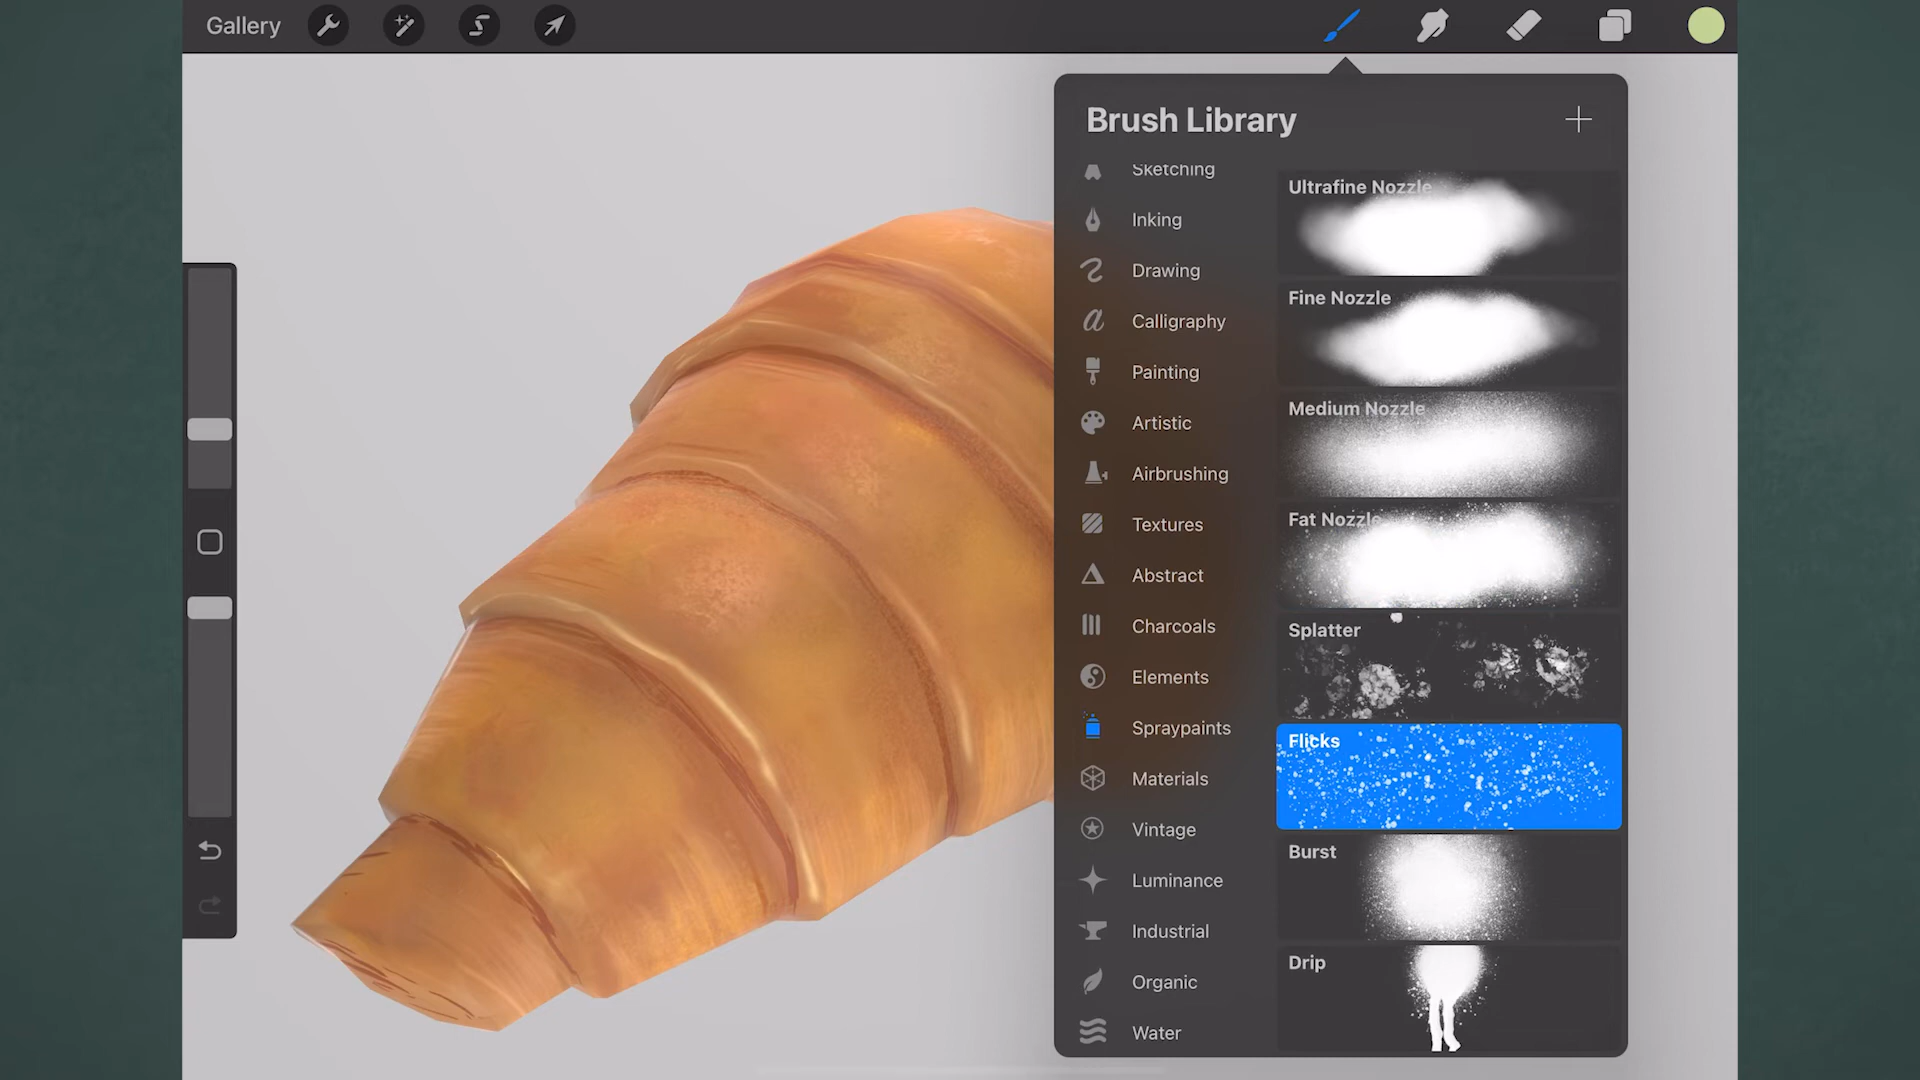 Gallery
Brush Library
Sketching
Inking
Drawing
Calligraphy
Painting
Artistic
Airbrushing
Textures
Abstract
Charcoals
Elements
Spraypaints
Materials
Vintage
Luminance
Industrial
Organic
Water
Ultrafine Nozzle
Fine Nozzle
Medium Nozzle
Fat Nozzle
Splatter
Flicks
Burst
Drip